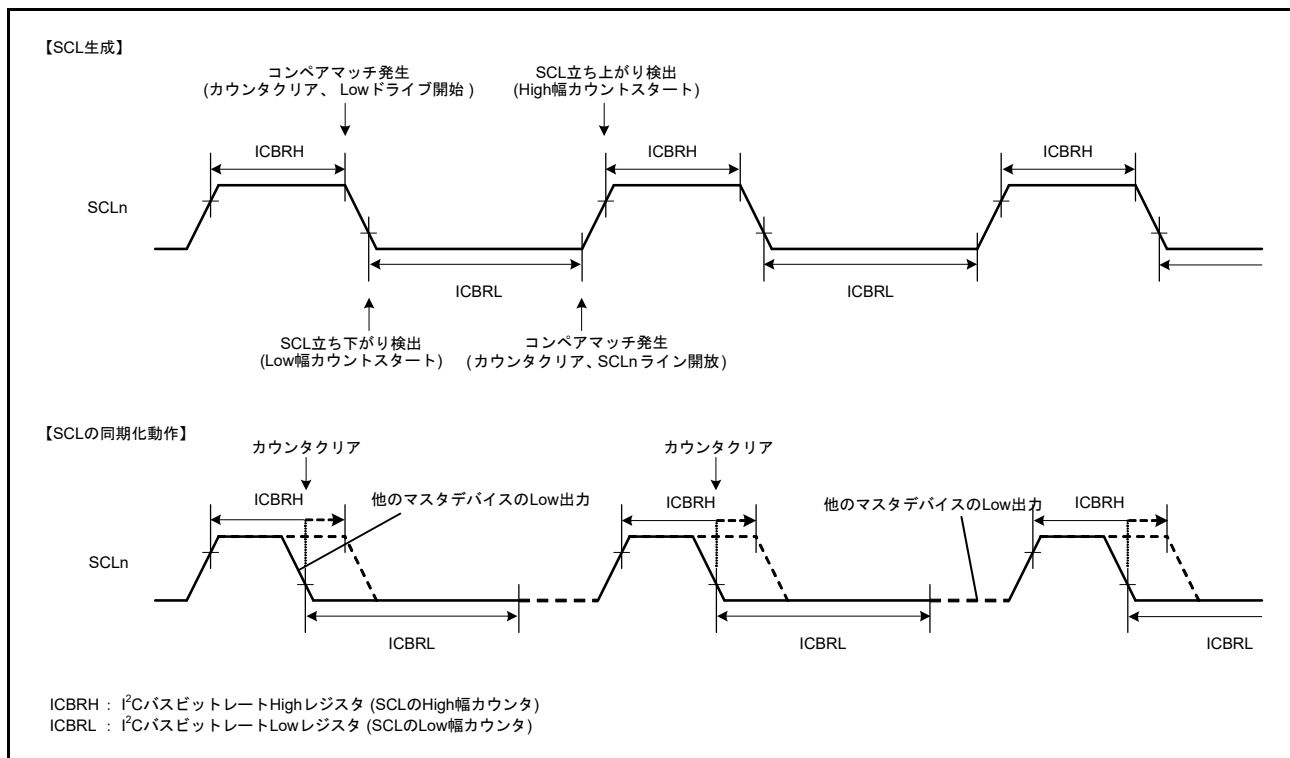 【SCL生成】
コンペアマッチ発生
(カウンタクリア、 Lowドライブ開始 )
SCL立ち上がり検出
(High幅カウントスタート)
ICBRH
ICBRH
ICBRH
SCLn
ICBRL
ICBRL
SCL立ち下がり検出
(Low幅カウントスタート)
コンペアマッチ発生
(カウンタクリア、SCLnライン開放)
【SCLの同期化動作】
カウンタクリア
カウンタクリア
ICBRH
他のマスタデバイスのLow出力
ICBRH
他のマスタデバイスのLow出力
ICBRH
SCLn
ICBRL
ICBRL
ICBRL
ICBRH : I²CバスビットレートHighレジスタ (SCLのHigh幅カウンタ)
ICBRL : I²CバスビットレートLowレジスタ (SCLのLow幅カウンタ)